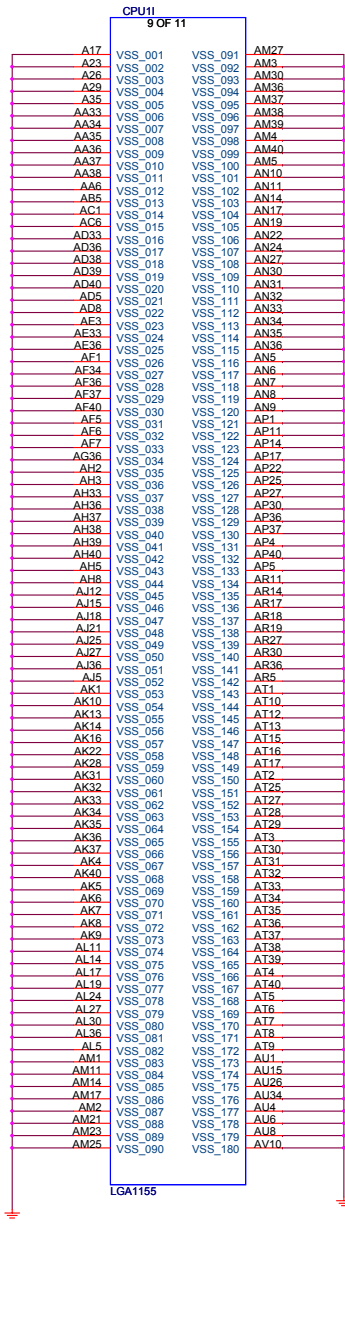 CPU1I
9 OF 11
A17 VSS_001 VSS_091 AM27
A23 VSS_002 VSS_092 AM3
A26 VSS_003 VSS_093 AM30
A29 VSS_004 VSS_094 AM36
A35 VSS_005 VSS_095 AM37
AA33 VSS_006 VSS_096 AM38
AA34 VSS_007 VSS_097 AM39
AA35 VSS_008 VSS_098 AM4
AA36 VSS_009 VSS_099 AM40
AA37 VSS_010 VSS_100 AM5
AA38 VSS_011 VSS_101 AN10
AA6 VSS_012 VSS_102 AN11
AB5 VSS_013 VSS_103 AN14
AC1 VSS_014 VSS_104 AN17
AC6 VSS_015 VSS_105 AN19
AD33 VSS_016 VSS_106 AN22
AD36 VSS_017 VSS_107 AN24
AD38 VSS_018 VSS_108 AN27
AD39 VSS_019 VSS_109 AN30
AD40 VSS_020 VSS_110 AN31
AD5 VSS_021 VSS_111 AN32
AD8 VSS_022 VSS_112 AN33
AE3 VSS_023 VSS_113 AN34
AE33 VSS_024 VSS_114 AN35
AE36 VSS_025 VSS_115 AN36
AF1 VSS_026 VSS_116 AN5
AF34 VSS_027 VSS_117 AN6
AF36 VSS_028 VSS_118 AN7
AF37 VSS_029 VSS_119 AN8
AF40 VSS_030 VSS_120 AN9
AF5 VSS_031 VSS_121 AP1
AF6 VSS_032 VSS_122 AP11
AF7 VSS_033 VSS_123 AP14
AG36 VSS_034 VSS_124 AP17
AH2 VSS_035 VSS_125 AP22
AH3 VSS_036 VSS_126 AP25
AH33 VSS_037 VSS_127 AP27
AH36 VSS_038 VSS_128 AP30
AH37 VSS_039 VSS_129 AP36
AH38 VSS_040 VSS_130 AP37
AH39 VSS_041 VSS_131 AP4
AH40 VSS_042 VSS_132 AP40
AH5 VSS_043 VSS_133 AP5
AH8 VSS_044 VSS_134 AR11
AJ12 VSS_045 VSS_135 AR14
AJ15 VSS_046 VSS_136 AR17
AJ18 VSS_047 VSS_137 AR18
AJ21 VSS_048 VSS_138 AR19
AJ25 VSS_049 VSS_139 AR27
AJ27 VSS_050 VSS_140 AR30
AJ36 VSS_051 VSS_141 AR36
AJ5 VSS_052 VSS_142 AR5
AK1 VSS_053 VSS_143 AT1
AK10 VSS_054 VSS_144 AT10
AK13 VSS_055 VSS_145 AT12
AK14 VSS_056 VSS_146 AT13
AK16 VSS_057 VSS_147 AT15
AK22 VSS_058 VSS_148 AT16
AK28 VSS_059 VSS_149 AT17
AK31 VSS_060 VSS_150 AT2
AK32 VSS_061 VSS_151 AT25
AK33 VSS_062 VSS_152 AT27
AK34 VSS_063 VSS_153 AT28
AK35 VSS_064 VSS_154 AT29
AK36 VSS_065 VSS_155 AT3
AK37 VSS_066 VSS_156 AT30
AK4 VSS_067 VSS_157 AT31
AK40 VSS_068 VSS_158 AT32
AK5 VSS_069 VSS_159 AT33
AK6 VSS_070 VSS_160 AT34
AK7 VSS_071 VSS_161 AT35
AK8 VSS_072 VSS_162 AT36
AK9 VSS_073 VSS_163 AT37
AL11 VSS_074 VSS_164 AT38
AL14 VSS_075 VSS_165 AT39
AL17 VSS_076 VSS_166 AT4
AL19 VSS_077 VSS_167 AT40
AL24 VSS_078 VSS_168 AT5
AL27 VSS_079 VSS_169 AT6
AL30 VSS_080 VSS_170 AT7
AL36 VSS_081 VSS_171 AT8
AL5 VSS_082 VSS_172 AT9
AM1 VSS_083 VSS_173 AU1
AM11 VSS_084 VSS_174 AU15
AM14 VSS_085 VSS_175 AU26
AM17 VSS_086 VSS_176 AU34
AM2 VSS_087 VSS_177 AU4
AM21 VSS_088 VSS_178 AU6
AM23 VSS_089 VSS_179 AU8
AM25 VSS_090 VSS_180 AV10
LGA1155